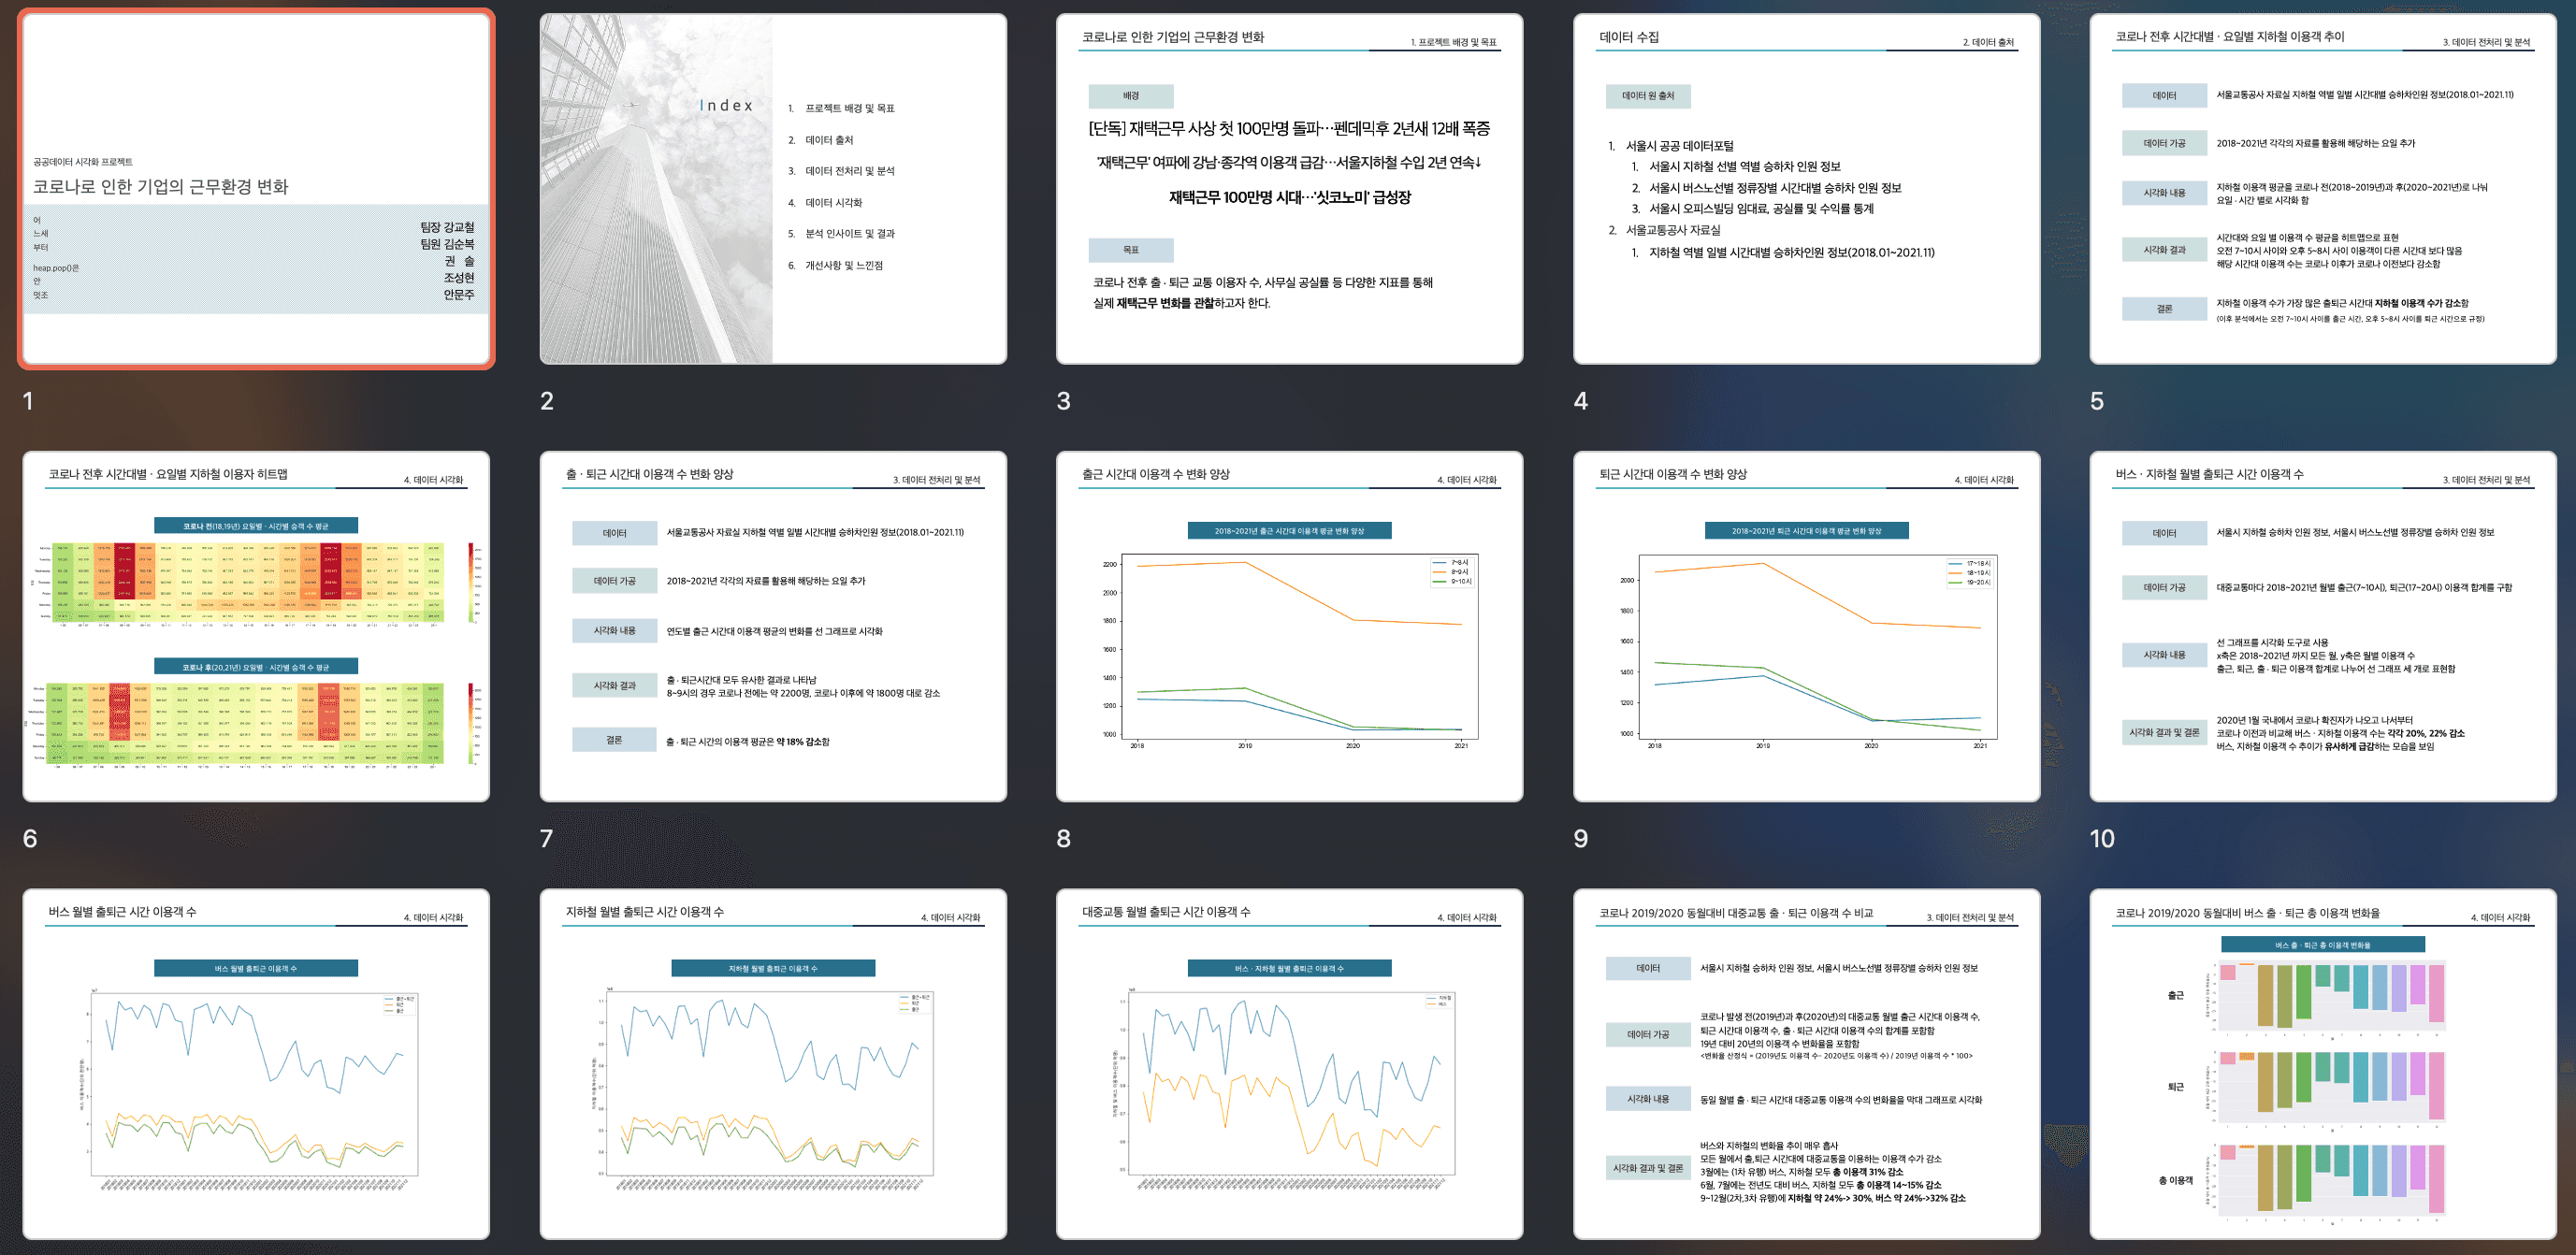 공공데이터 시각화 프로젝트
코로나로 인한 기업의 근무환경 변화
어
느새
부터
heap.pop()은
안
멋조
팀장 강교철
팀원 김순복
권 솔
조성현
안문주
1
Index
1. 프로젝트 배경 및 목표
2. 데이터 출처
3. 데이터 전처리 및 분석
4. 데이터 시각화
5. 분석 인사이트 및 결과
6. 개선사항 및 느낀점
2
코로나로 인한 기업의 근무환경 변화
1. 프로젝트 배경 및 목표
배경
[단독] 재택근무 사상 첫 100만명 돌파…펜데믹후 2년새 12배 폭증
'재택근무' 여파에 강남·종각역 이용객 급감…서울지하철 수입 2년 연속↓
재택근무 100만명 시대…'싯코노미' 급성장
목표
코로나 전후 출 · 퇴근 교통 이용자 수, 사무실 공실률 등 다양한 지표를 통해
실제 재택근무 변화를 관찰하고자 한다.
3
데이터 수집
2. 데이터 출처
데이터 원 출처
1. 서울시 공공 데이터포털
1. 서울시 지하철 선별 역별 승하차 인원 정보
2. 서울시 버스노선별 정류장별 시간대별 승하차 인원 정보
3. 서울시 오피스빌딩 임대료, 공실률 및 수익률 통계
2. 서울교통공사 자료실
1. 지하철 역별 일별 시간대별 승하차인원 정보(2018.01~2021.11)
4
코로나 전후 시간대별 · 요일별 지하철 이용객 추이
3. 데이터 전처리 및 분석
데이터
서울교통공사 자료실 지하철 역별 일별 시간대별 승하차인원 정보(2018.01~2021.11)
데이터 가공
2018~2021년 각각의 자료를 활용해 해당하는 요일 추가
시각화 내용
지하철 이용객 평균을 코로나 전(2018~2019년)과 후(2020~2021년)로 나눠
요일 · 시간 별로 시각화 함
시각화 결과
시간대와 요일 별 이용객 수 평균을 히트맵으로 표현
오전 7~10시 사이와 오후 5~8시 사이 이용객이 다른 시간대 보다 많음
해당 시간대 이용객 수는 코로나 이후가 코로나 이전보다 감소함
결론
지하철 이용객 수가 가장 많은 출퇴근 시간대 지하철 이용객 수가 감소함
(이후 분석에서는 오전 7~10시 사이를 출근 시간, 오후 5~8시 사이를 퇴근 시간으로 규정)
5
코로나 전후 시간대별 · 요일별 지하철 이용자 히트맵
4. 데이터 시각화
코로나 전(18,19년) 요일별 · 시간별 승객 수 평균
코로나 후(20,21년) 요일별 · 시간별 승객 수 평균
6
출 · 퇴근 시간대 이용객 수 변화 양상
3. 데이터 전처리 및 분석
데이터
서울교통공사 자료실 지하철 역별 일별 시간대별 승하차인원 정보(2018.01~2021.11)
데이터 가공
2018~2021년 각각의 자료를 활용해 해당하는 요일 추가
시각화 내용
연도별 출근 시간대 이용객 평균의 변화를 선 그래프로 시각화
시각화 결과
출 · 퇴근시간대 모두 유사한 결과로 나타남
8~9시의 경우 코로나 전에는 약 2200명, 코로나 이후에 약 1800명 대로 감소
결론
출 · 퇴근 시간의 이용객 평균은 약 18% 감소함
7
출근 시간대 이용객 수 변화 양상
4. 데이터 시각화
2018~2021년 출근 시간대 이용객 평균 변화 양상
7~8시
8~9시
9~10시
2200
2000
1800
1600
1400
1200
1000
2018 2019 2020 2021
8
퇴근 시간대 이용객 수 변화 양상
4. 데이터 시각화
2018~2021년 퇴근 시간대 이용객 평균 변화 양상
17~18시
18~19시
19~20시
2000
1800
1600
1400
1200
1000
2018 2019 2020 2021
9
버스 · 지하철 월별 출퇴근 시간 이용객 수
3. 데이터 전처리 및 분석
데이터
서울시 지하철 승하차 인원 정보, 서울시 버스노선별 정류장별 승하차 인원 정보
데이터 가공
대중교통마다 2018~2021년 월별 출근(7~10시), 퇴근(17~20시) 이용객 합계를 구함
시각화 내용
선 그래프를 시각화 도구로 사용
x축은 2018~2021년 까지 모든 월, y축은 월별 이용객 수
출근, 퇴근, 출 · 퇴근 이용객 합계로 나누어 선 그래프 세 개로 표현함
시각화 결과 및 결론
2020년 1월 국내에서 코로나 확진자가 나오고 나서부터
코로나 이전과 비교해 버스 · 지하철 이용객 수는 각각 20%, 22% 감소
버스, 지하철 이용객 수 추이가 유사하게 급감하는 모습을 보임
10
버스 월별 출퇴근 시간 이용객 수
4. 데이터 시각화
버스 월별 출퇴근 이용객 수
출근+퇴근
퇴근
출근
지하철 월별 출퇴근 시간 이용객 수
4. 데이터 시각화
지하철 월별 출퇴근 이용객 수
출근+퇴근
퇴근
출근
대중교통 월별 출퇴근 시간 이용객 수
4. 데이터 시각화
버스 · 지하철 월별 출퇴근 이용객 수
지하철
버스
코로나 2019/2020 동월대비 대중교통 출 · 퇴근 이용객 수 비교
3. 데이터 전처리 및 분석
데이터
서울시 지하철 승하차 인원 정보, 서울시 버스노선별 정류장별 승하차 인원 정보
데이터 가공
코로나 발생 전(2019년)과 후(2020년)의 대중교통 월별 출근 시간대 이용객 수,
퇴근 시간대 이용객 수, 출 · 퇴근 시간대 이용객 수의 합계를 포함함
19년 대비 20년의 이용객 수 변화율을 포함함
<변화율 산정식 = (2019년도 이용객 수- 2020년도 이용객 수) / 2019년 이용객 수 * 100>
시각화 내용
동일 월별 출 · 퇴근 시간대 대중교통 이용객 수의 변화율을 막대 그래프로 시각화
시각화 결과 및 결론
버스와 지하철의 변화율 추이 매우 흡사
모든 월에서 출,퇴근 시간대에 대중교통을 이용하는 이용객 수가 감소
3월에는 (1차 유행) 버스, 지하철 모두 총 이용객 31% 감소
6월, 7월에는 전년도 대비 버스, 지하철 모두 총 이용객 14~15% 감소
9~12월(2차,3차 유행)에 지하철 약 24%-> 30%, 버스 약 24%->32% 감소
코로나 2019/2020 동월대비 버스 출 · 퇴근 총 이용객 변화율
4. 데이터 시각화
버스 출 · 퇴근 총 이용객 변화율
출근
퇴근
총 이용객